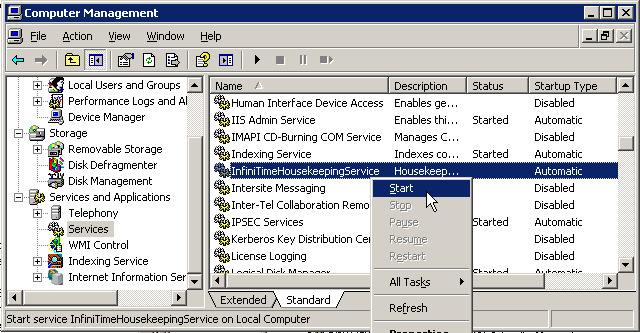 Computer Management
File Action View Window Help
Name Description Status Startup Type
Local Users and Groups
Performance Logs and Al
Device Manager
Storage
Removable Storage
Disk Defragmenter
Disk Management
Services and Applications
Telephony
Services
WMI Control
Indexing Service
Internet Information Ser
Human Interface Device Access Enables ge... Disabled
IIS Admin Service Enables thi... Started Automatic
IMAPI CD-Burning COM Service Manages C... Disabled
Indexing Service Indexes co... Started Automatic
InfiniTimeHousekeepingService Housekeep... Automatic
Intersite Messaging Disabled
Inter-Tel Collaboration Remo Disabled
IPSEC Services Started Automatic
Kerberos Key Distribution Cen Disabled
License Logging Disabled
Logical Disk Manager Started Automatic
Start
Stop
Pause
Resume
Restart
All Tasks
Refresh
Properties
Extended Standard
Start service InfiniTimeHousekeepingService on Local Computer